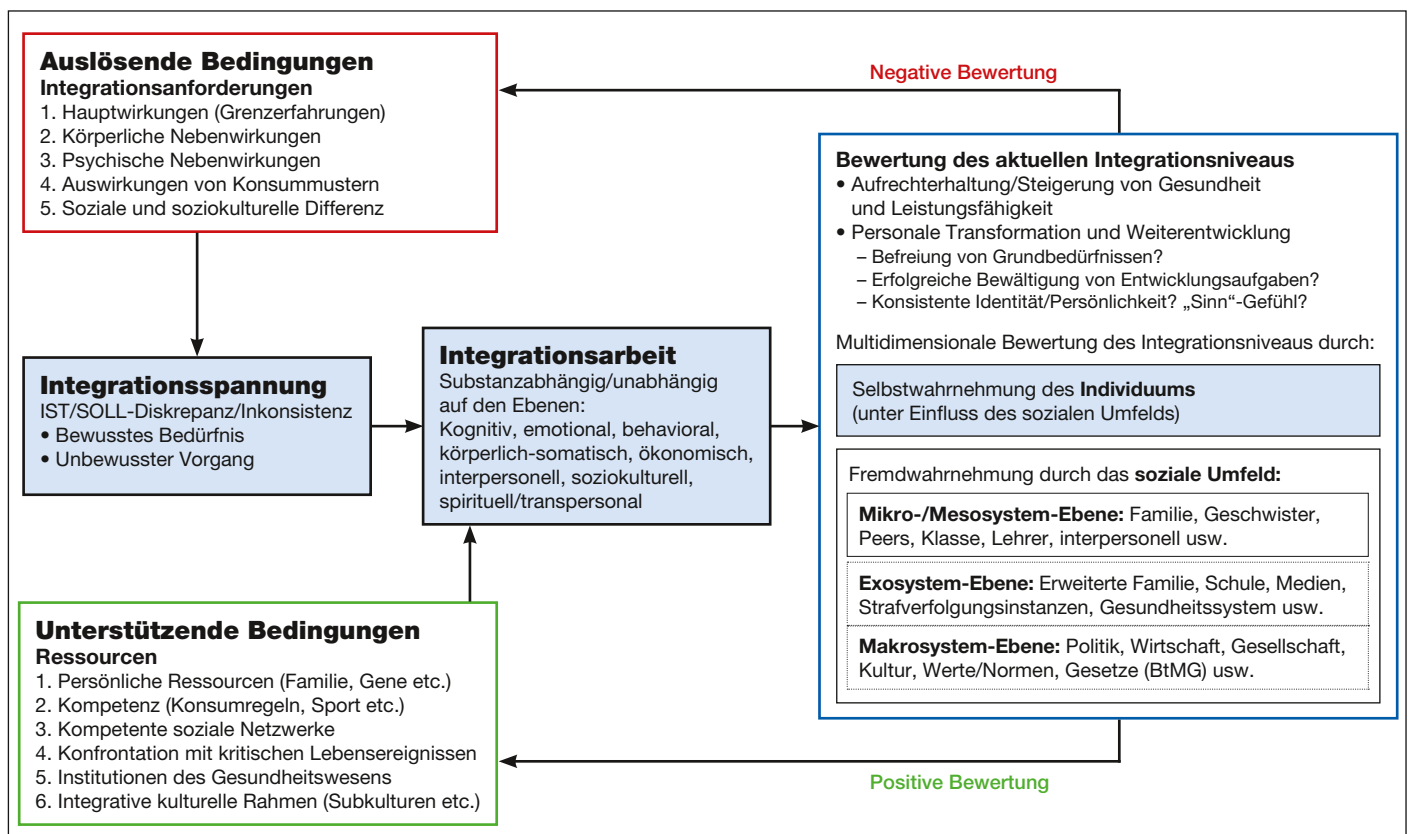 Auslösende Bedingungen
Integrationsanforderungen
1. Hauptwirkungen (Grenzerfahrungen)
2. Körperliche Nebenwirkungen
3. Psychische Nebenwirkungen
4. Auswirkungen von Konsummustern
5. Soziale und soziokulturelle Differenz
Negative Bewertung
Integrationsspannung
IST/SOLL-Diskrepanz/Inkonsistenz
• Bewusstes Bedürfnis
• Unbewusster Vorgang
Integrationsarbeit
Substanzabhängig/unabhängig
auf den Ebenen:
Kognitiv, emotional, behavioral,
körperlich-somatisch, ökonomisch,
interpersonell, soziokulturell,
spirituell/transpersonal
Bewertung des aktuellen Integrationsniveaus
• Aufrechterhaltung/Steigerung von Gesundheit
und Leistungsfähigkeit
• Personale Transformation und Weiterentwicklung
– Befreiung von Grundbedürfnissen?
– Erfolgreiche Bewältigung von Entwicklungsaufgaben?
– Konsistente Identität/Persönlichkeit? „Sinn“-Gefühl?
Multidimensionale Bewertung des Integrationsniveaus durch:
Selbstwahrnehmung des Individuums
(unter Einfluss des sozialen Umfelds)
Fremdwahrnehmung durch das soziale Umfeld:
Mikro-/Mesosystem-Ebene: Familie, Geschwister,
Peers, Klasse, Lehrer, interpersonell usw.
Exosystem-Ebene: Erweiterte Familie, Schule, Medien,
Strafverfolgungsinstanzen, Gesundheitssystem usw.
Makrosystem-Ebene: Politik, Wirtschaft, Gesellschaft,
Kultur, Werte/Normen, Gesetze (BtMG) usw.
Unterstützende Bedingungen
Ressourcen
1. Persönliche Ressourcen (Familie, Gene etc.)
2. Kompetenz (Konsumregeln, Sport etc.)
3. Kompetente soziale Netzwerke
4. Konfrontation mit kritischen Lebensereignissen
5. Institutionen des Gesundheitswesens
6. Integrative kulturelle Rahmen (Subkulturen etc.)
Positive Bewertung